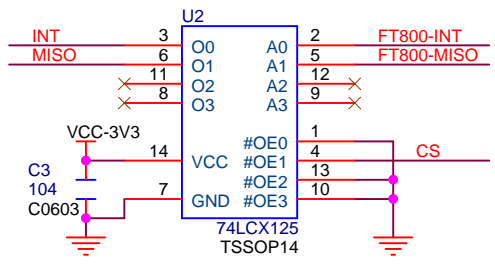 U2
INT 3 O0 A0 2 FT800-INT
MISO 6 O1 A1 5 FT800-MISO
11 O2 A2 12
8 O3 A3 9
VCC-3V3 #OE0 1
14 VCC #OE1 4 CS
C3 #OE2 13
104
7 GND #OE3 10
C0603
74LCX125
TSSOP14